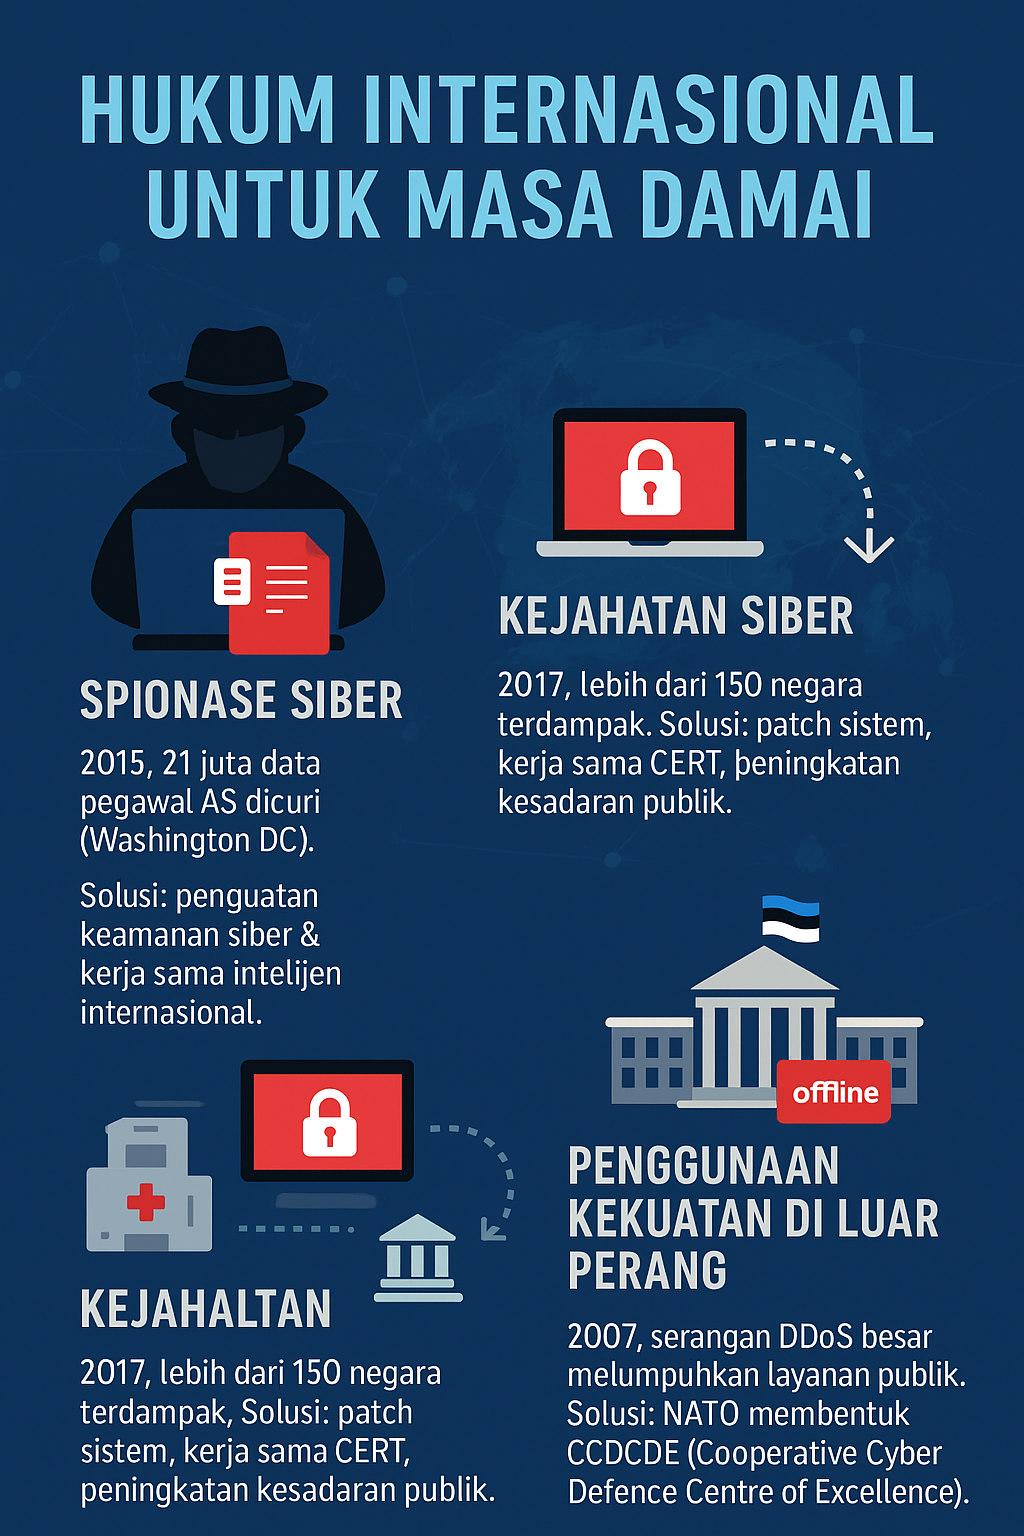 HUKUM INTERNASIONAL
UNTUK MASA DAMAI
SPIONASE SIBER
2015, 21 juta data
pegawal AS dicuri
(Washington DC).
Solusi: penguatan
keamanan siber &
kerja sama intelijen
internasional.
KEJAHATAN SIBER
2017, lebih dari 150 negara
terdampak. Solusi: patch sistem,
kerja sama CERT, þeningkatan
kesadaran publik.
KEJAHALTAN
2017, lebih dari 150 negara
terdampak, Solusi: patch
sistem, kerja sama CERT,
peningkatan kesadaran publik.
offline
PENGGUNAAN
KEKUATAN DI LUAR
PERANG
2007, serangan DDoS besar
melumpuhkan layanan publik.
Solusi: NATO membentuk
CCDCDE (Cooperative Cyber
Defence Centre of Excellence).